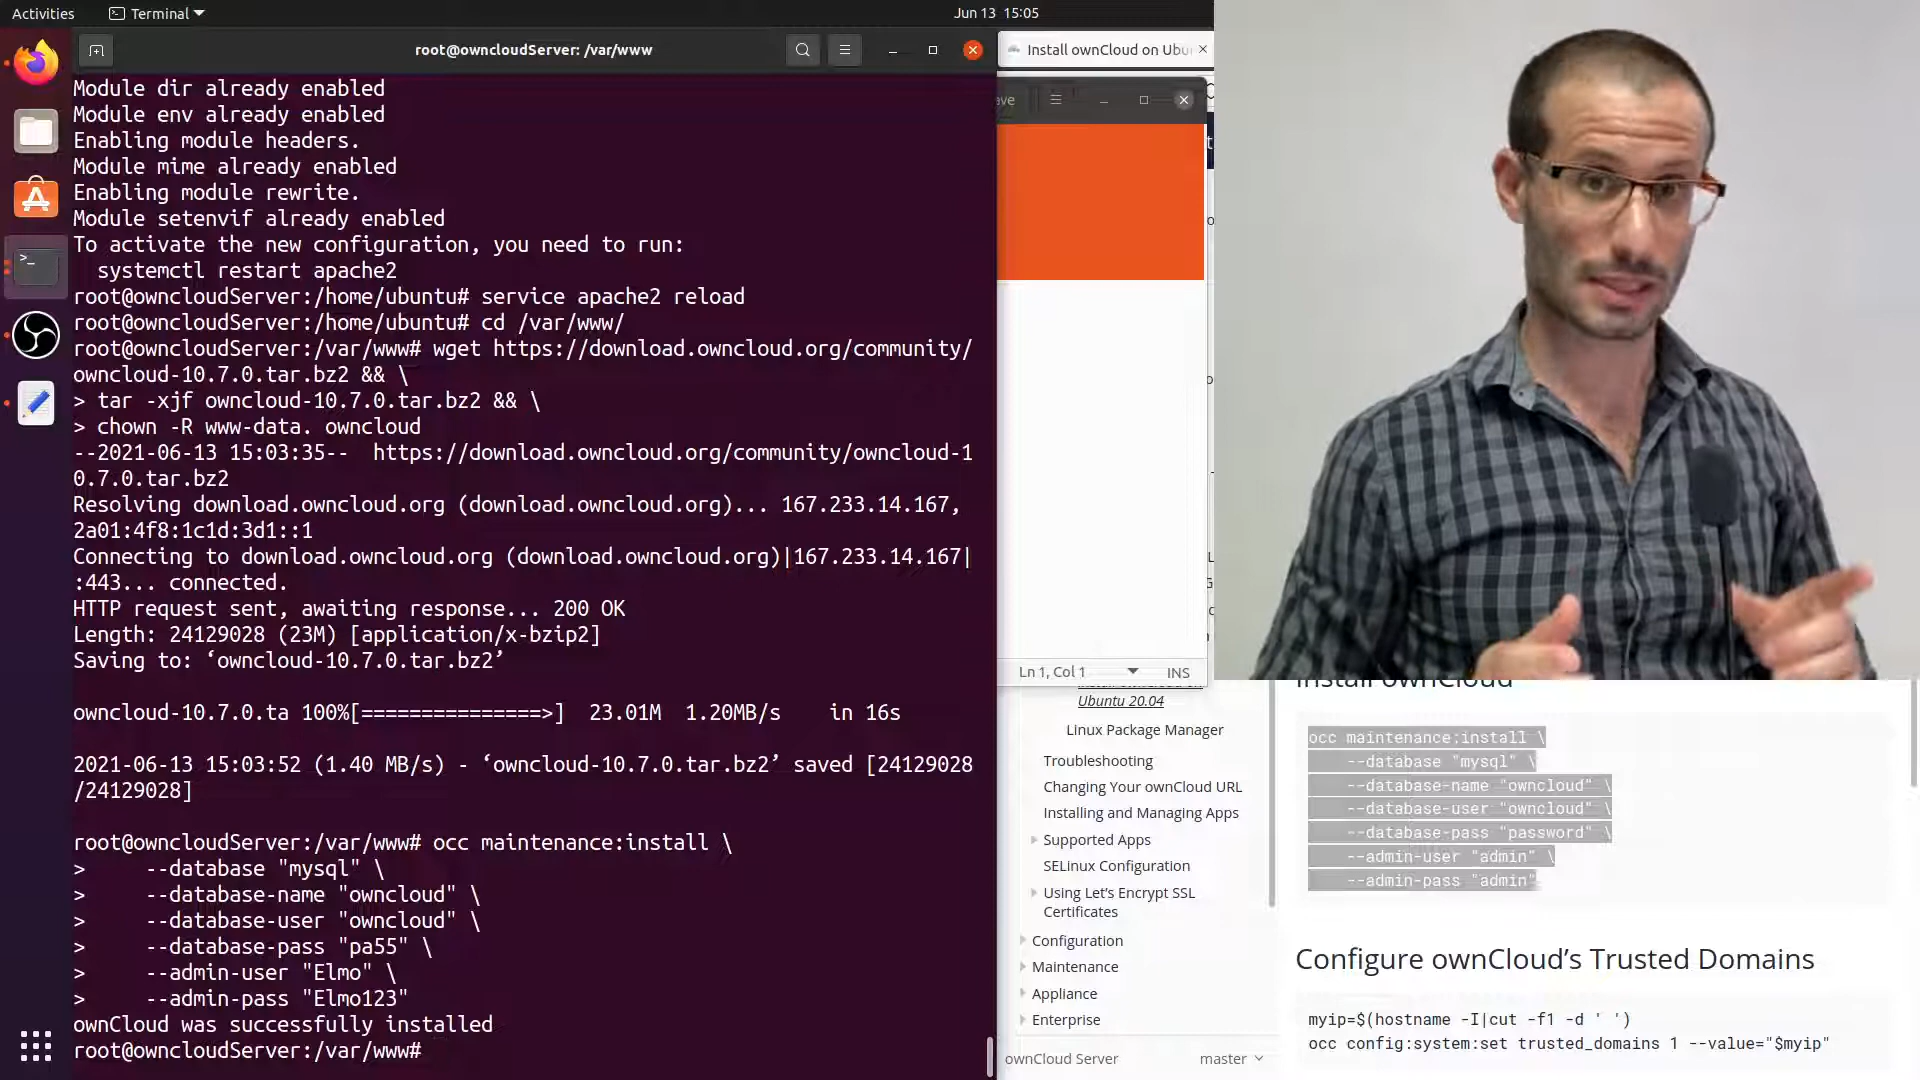 Activities
Terminal
Jun 13 15:05
root@owncloudServer: /var/www
Module dir already enabled
Module env already enabled
Enabling module headers.
Module mime already enabled
Enabling module rewrite.
Module setenvif already enabled
To activate the new configuration, you need to run:
systemctl restart apache2
root@owncloudServer:/home/ubuntu# service apache2 reload
root@owncloudServer:/home/ubuntu# cd /var/www/
root@owncloudServer:/var/www# wget https://download.owncloud.org/community/
owncloud-10.7.0.tar.bz2 && \
> tar -xjf owncloud-10.7.0.tar.bz2 && \
> chown -R www-data. owncloud
--2021-06-13 15:03:35-- https://download.owncloud.org/community/owncloud-1
0.7.0.tar.bz2
Resolving download.owncloud.org (download.owncloud.org)... 167.233.14.167,
2a01:4f8:1c1d:3d1::1
Connecting to download.owncloud.org (download.owncloud.org)|167.233.14.167|
:443... connected.
HTTP request sent, awaiting response... 200 OK
Length: 24129028 (23M) [application/x-bzip2]
Saving to: ‘owncloud-10.7.0.tar.bz2’
owncloud-10.7.0.ta 100%[===============>] 23.01M 1.20MB/s in 16s
2021-06-13 15:03:52 (1.40 MB/s) - ‘owncloud-10.7.0.tar.bz2’ saved [24129028
/24129028]
root@owncloudServer:/var/www# occ maintenance:install \
> --database "mysql" \
> --database-name "owncloud" \
> --database-user "owncloud" \
> --database-pass "pa55" \
> --admin-user "Elmo" \
> --admin-pass "Elmo123"
ownCloud was successfully installed
root@owncloudServer:/var/www#
Install ownCloud on Ubu
Ln 1, Col 1
INS
Ubuntu 20.04
Linux Package Manager
Troubleshooting
Changing Your ownCloud URL
Installing and Managing Apps
Supported Apps
SELinux Configuration
Using Let’s Encrypt SSL
Certificates
Configuration
Maintenance
Appliance
Enterprise
ownCloud Server
master
Install ownCloud
occ maintenance:install \
--database "mysql" \
--database-name "owncloud" \
--database-user "owncloud" \
--database-pass "password" \
--admin-user "admin" \
--admin-pass "admin"
Configure ownCloud’s Trusted Domains
myip=$(hostname -I|cut -f1 -d ' ')
occ config:system:set trusted_domains 1 --value="$myip"